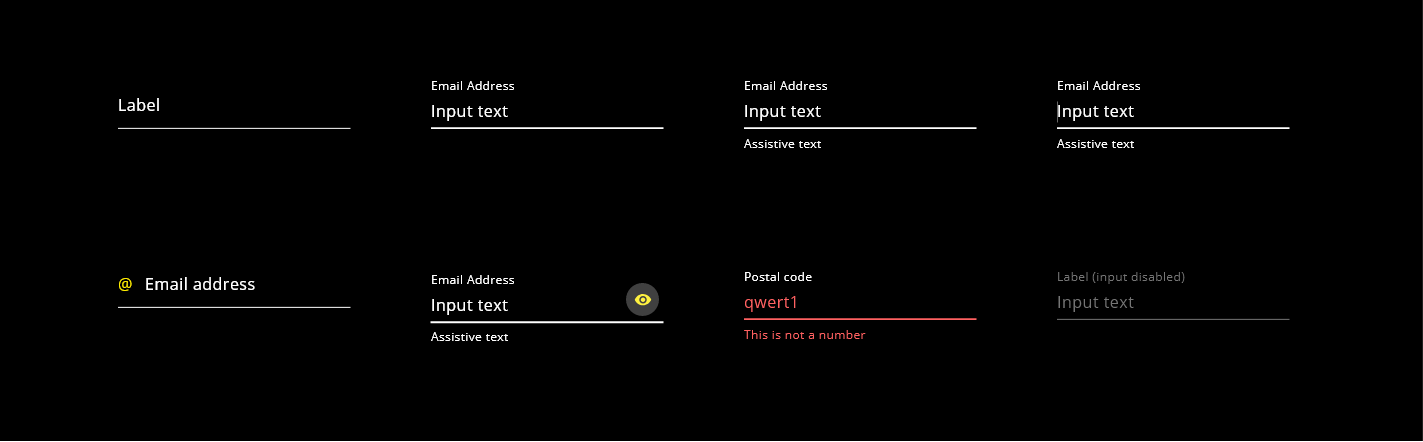 Label
Email Address
Input text
Email Address
Input text
Assistive text
Email Address
Input text
Assistive text
@ Email address
Email Address
Input text
Assistive text
Postal code
qwert1
This is not a number
Label (input disabled)
Input text